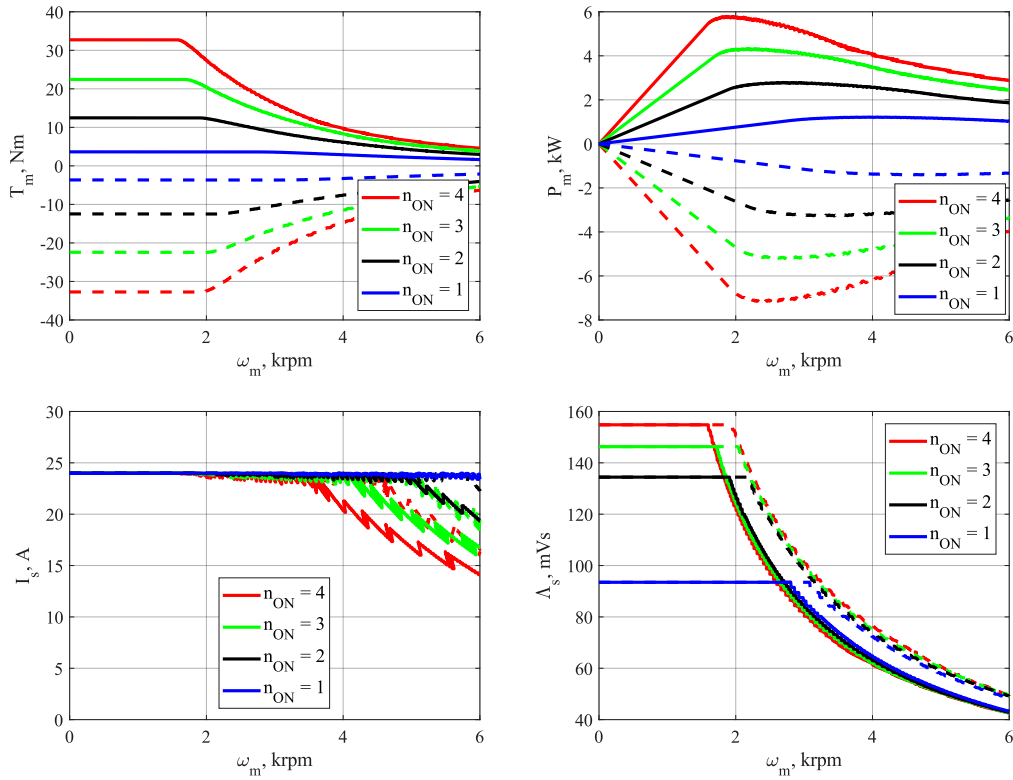 40
30
20
10
0
-10
-20
-30
-40
T_m, Nm
0 2 4 6
ω_m, krpm
n_ON = 4
n_ON = 3
n_ON = 2
n_ON = 1
6
4
2
0
-2
-4
-6
-8
P_m, kW
0 2 4 6
ω_m, krpm
n_ON = 4
n_ON = 3
n_ON = 2
n_ON = 1
30
25
20
15
10
5
0
I_s, A
0 2 4 6
ω_m, krpm
n_ON = 4
n_ON = 3
n_ON = 2
n_ON = 1
160
140
120
100
80
60
40
Λ_s, mVs
0 2 4 6
ω_m, krpm
n_ON = 4
n_ON = 3
n_ON = 2
n_ON = 1